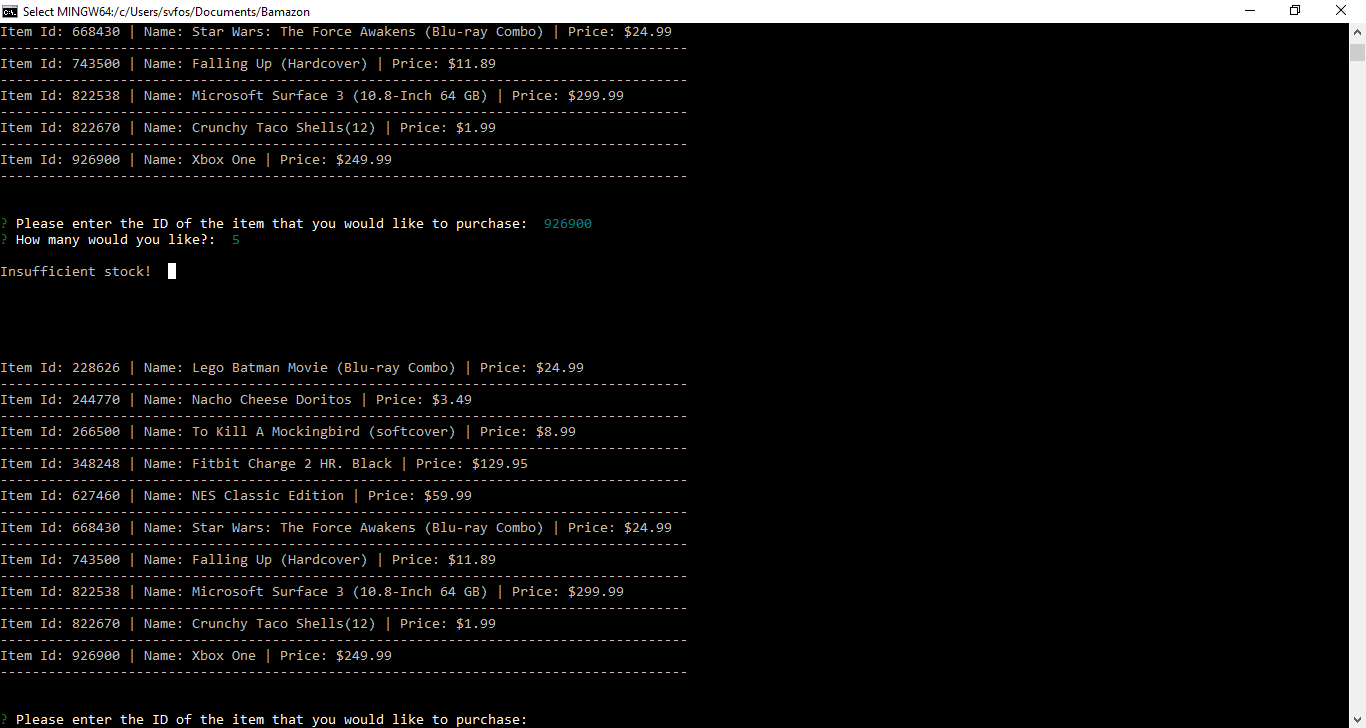 Select MINGW64:/c/Users/svfos/Documents/Bamazon
Item Id: 668430 | Name: Star Wars: The Force Awakens (Blu-ray Combo) | Price: $24.99
--------------------------------------------------------------------------------------
Item Id: 743500 | Name: Falling Up (Hardcover) | Price: $11.89
--------------------------------------------------------------------------------------
Item Id: 822538 | Name: Microsoft Surface 3 (10.8-Inch 64 GB) | Price: $299.99
--------------------------------------------------------------------------------------
Item Id: 822670 | Name: Crunchy Taco Shells(12) | Price: $1.99
--------------------------------------------------------------------------------------
Item Id: 926900 | Name: Xbox One | Price: $249.99
--------------------------------------------------------------------------------------
? Please enter the ID of the item that you would like to purchase:  926900
? How many would you like?:  5
Insufficient stock!
Item Id: 228626 | Name: Lego Batman Movie (Blu-ray Combo) | Price: $24.99
--------------------------------------------------------------------------------------
Item Id: 244770 | Name: Nacho Cheese Doritos | Price: $3.49
--------------------------------------------------------------------------------------
Item Id: 266500 | Name: To Kill A Mockingbird (softcover) | Price: $8.99
--------------------------------------------------------------------------------------
Item Id: 348248 | Name: Fitbit Charge 2 HR. Black | Price: $129.95
--------------------------------------------------------------------------------------
Item Id: 627460 | Name: NES Classic Edition | Price: $59.99
--------------------------------------------------------------------------------------
Item Id: 668430 | Name: Star Wars: The Force Awakens (Blu-ray Combo) | Price: $24.99
--------------------------------------------------------------------------------------
Item Id: 743500 | Name: Falling Up (Hardcover) | Price: $11.89
--------------------------------------------------------------------------------------
Item Id: 822538 | Name: Microsoft Surface 3 (10.8-Inch 64 GB) | Price: $299.99
--------------------------------------------------------------------------------------
Item Id: 822670 | Name: Crunchy Taco Shells(12) | Price: $1.99
--------------------------------------------------------------------------------------
Item Id: 926900 | Name: Xbox One | Price: $249.99
--------------------------------------------------------------------------------------
? Please enter the ID of the item that you would like to purchase: